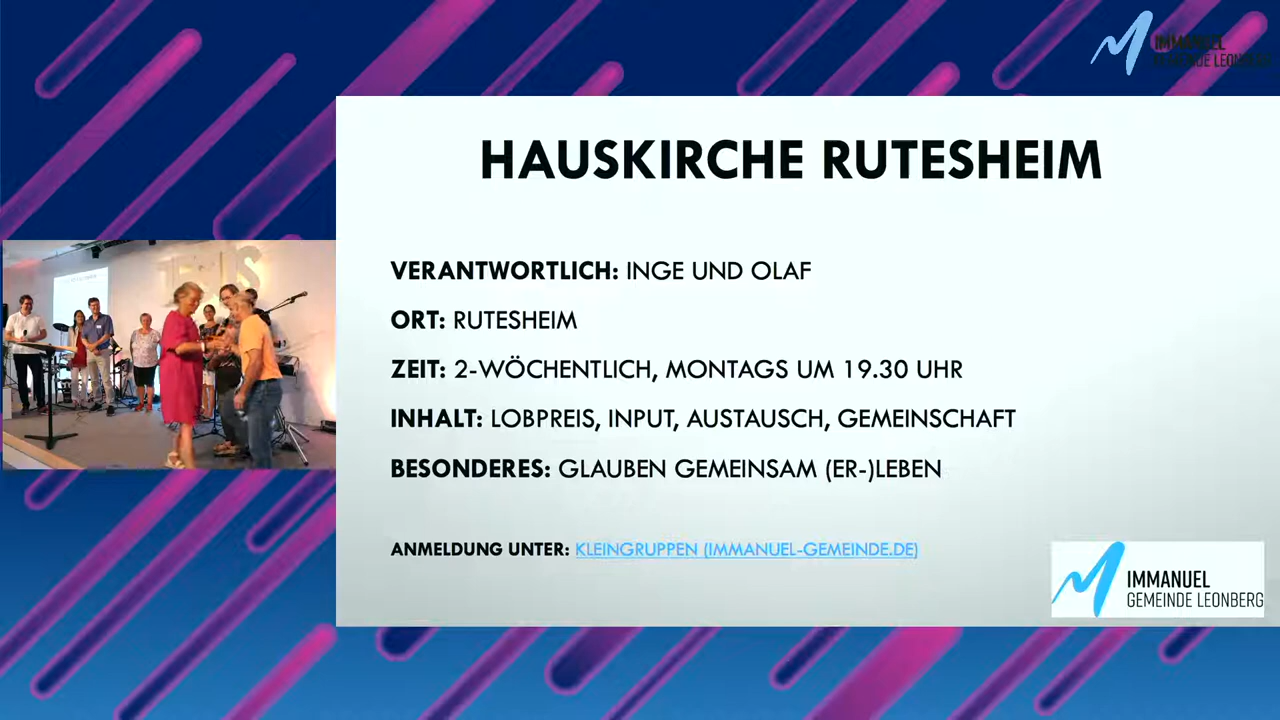 IMMANUEL
GEMEINDE LEONBERG
HAUSKIRCHE RUTESHEIM
VERANTWORTLICH: INGE UND OLAF
ORT: RUTESHEIM
ZEIT: 2-WÖCHENTLICH, MONTAGS UM 19.30 UHR
INHALT: LOBPREIS, INPUT, AUSTAUSCH, GEMEINSCHAFT
BESONDERES: GLAUBEN GEMEINSAM (ER-)LEBEN
ANMELDUNG UNTER: KLEINGRUPPEN (IMMANUEL-GEMEINDE.DE)
IMMANUEL
GEMEINDE LEONBERG